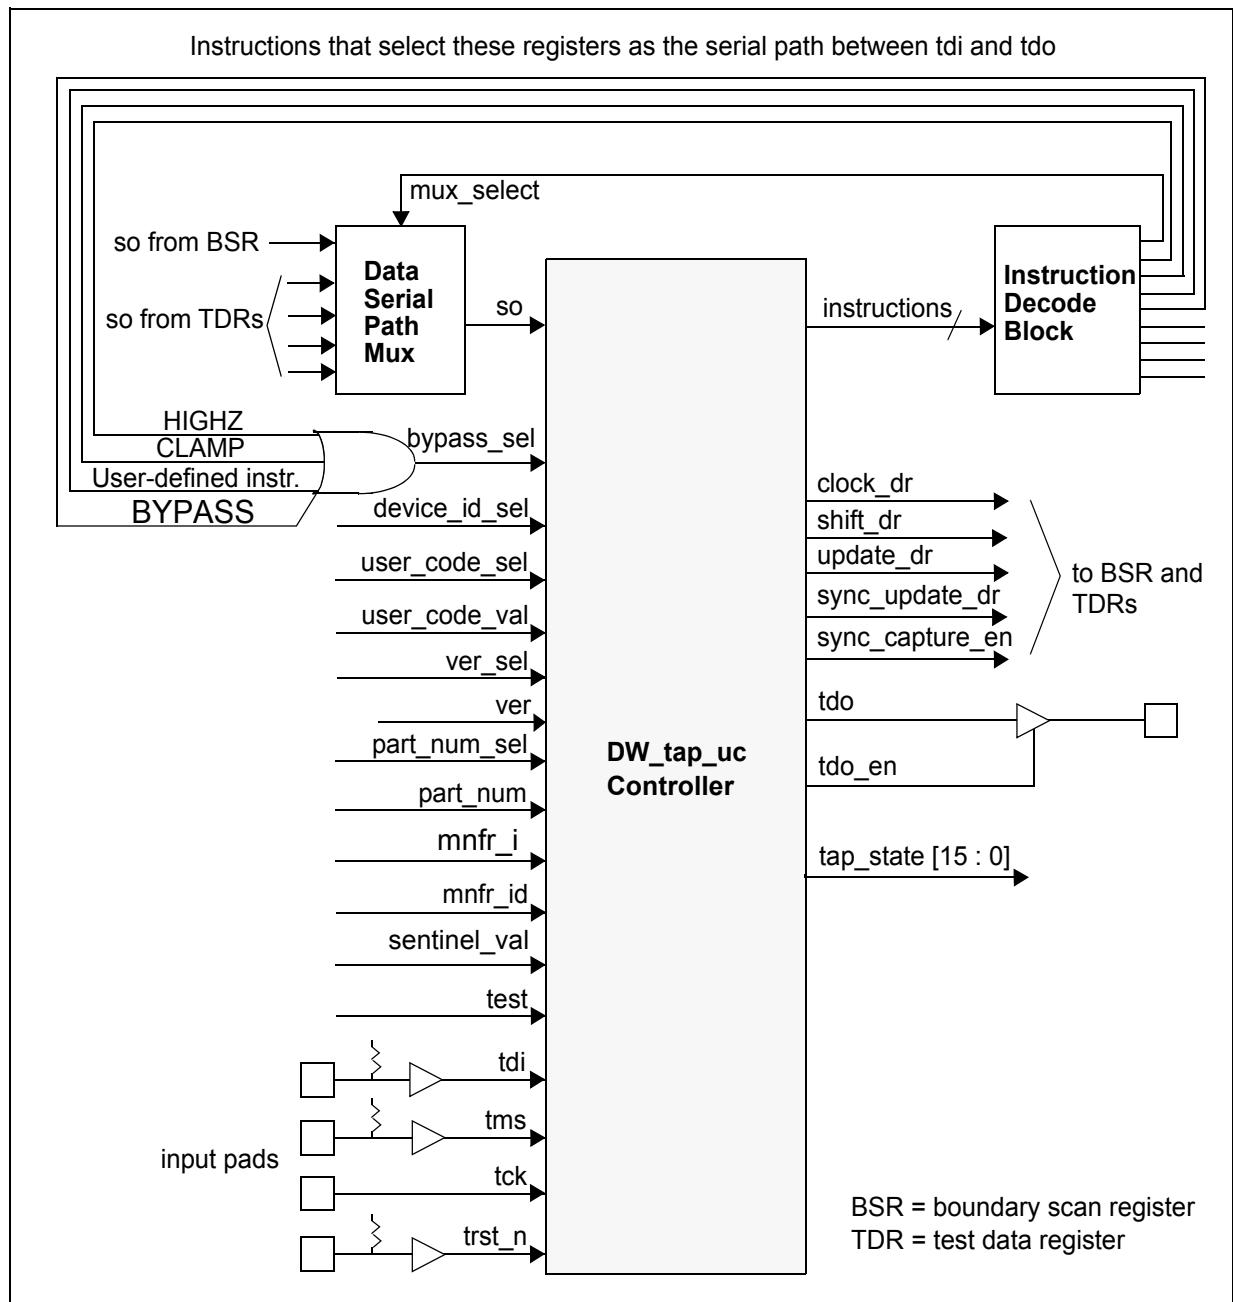 Instructions that select these registers as the serial path between tdi and tdo
mux_select
so from BSR
so from TDRs
Data
Serial
Path
Mux
so
instructions
Instruction
Decode
Block
HIGHZ
CLAMP
User-defined instr.
BYPASS
bypass_sel
device_id_sel
user_code_sel
user_code_val
ver_sel
ver
part_num_sel
part_num
mnfr_i
mnfr_id
sentinel_val
test
tdi
tms
tck
trst_n
input pads
DW_tap_uc
Controller
clock_dr
shift_dr
update_dr
sync_update_dr
sync_capture_en
to BSR and
TDRs
tdo
tdo_en
tap_state [15 : 0]
BSR = boundary scan register
TDR = test data register